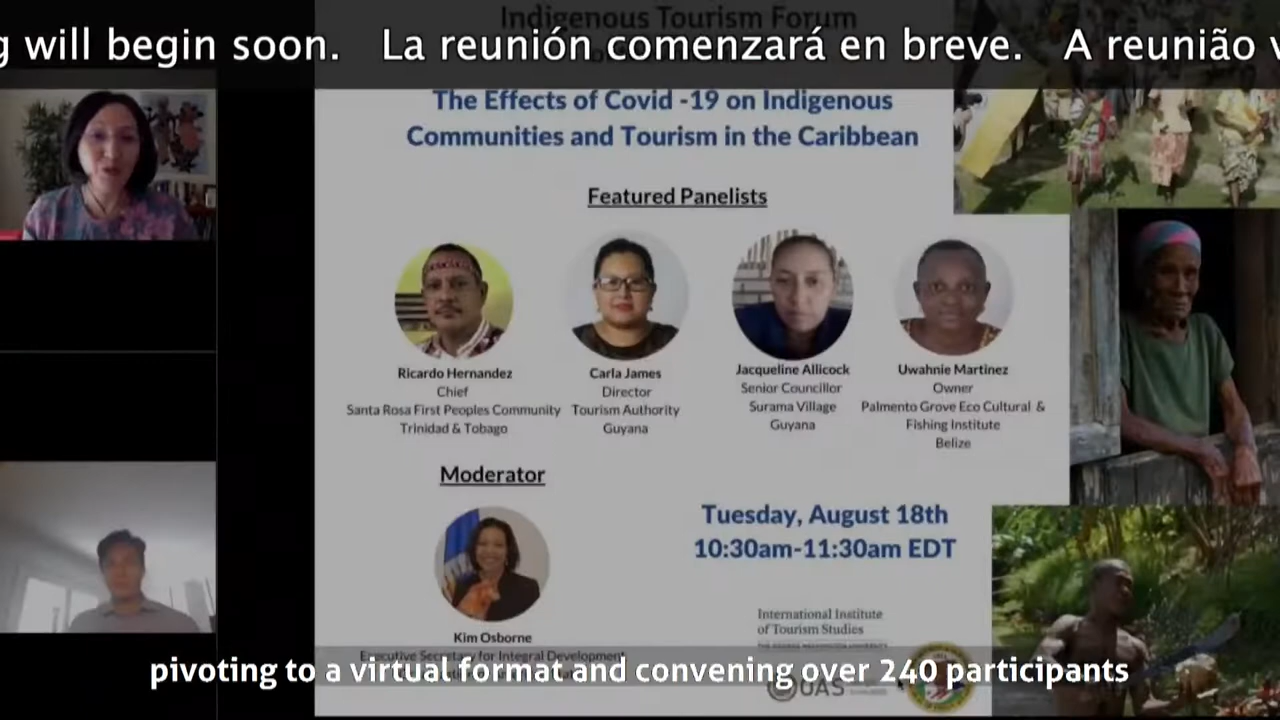 Indigenous Tourism Forum
g will begin soon. La reunión comenzará en breve. A reunião v
The Effects of Covid -19 on Indigenous
Communities and Tourism in the Caribbean
Featured Panelists
Ricardo Hernandez
Chief
Santa Rosa First Peoples Community
Trinidad & Tobago
Carla James
Director
Tourism Authority
Guyana
Jacqueline Allicock
Senior Councillor
Surama Village
Guyana
Uwahnie Martinez
Owner
Palmento Grove Eco Cultural &
Fishing Institute
Belize
Moderator
Kim Osborne
Executive Secretary for Integral Development
Tuesday, August 18th
10:30am-11:30am EDT
International Institute
of Tourism Studies
OAS
pivoting to a virtual format and convening over 240 participants